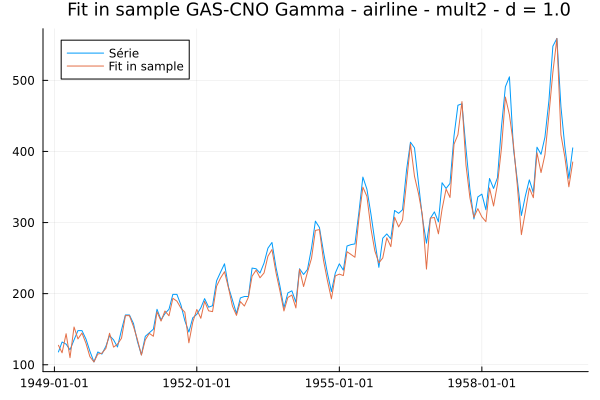 Fit in sample GAS-CNO Gamma - airline - mult2 - d = 1.0
Série
Fit in sample
500
400
300
200
100
1949-01-01 1952-01-01 1955-01-01 1958-01-01